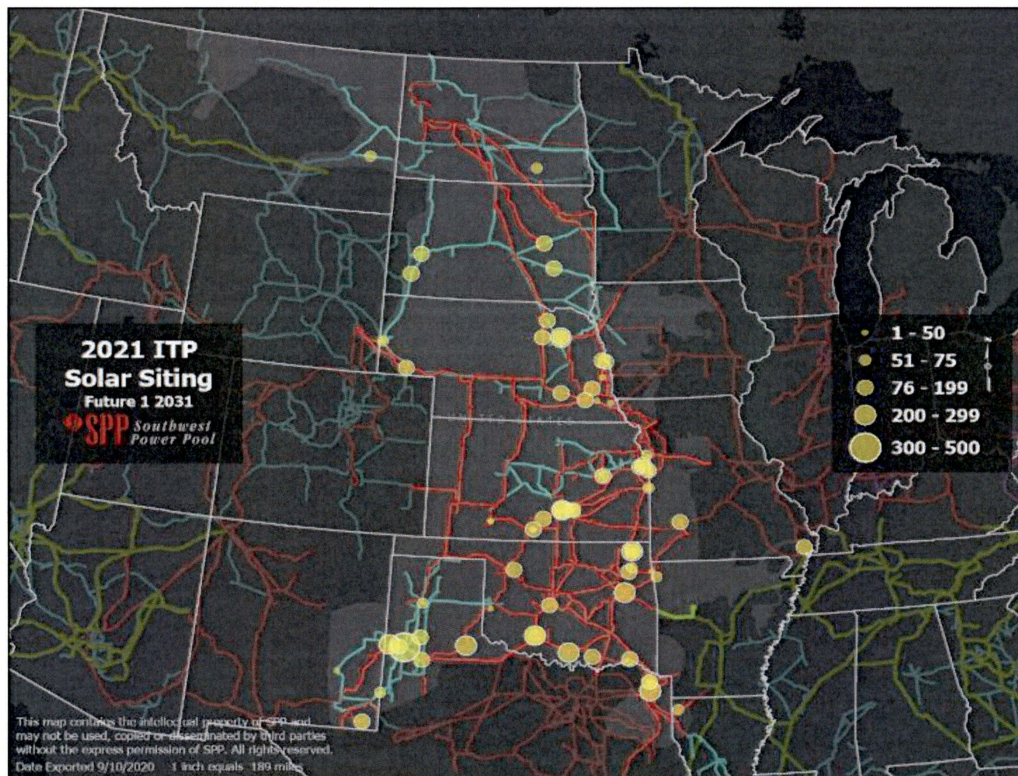 2021 ITP
Solar Siting
Future 1 2031
SPP Southwest
Power Pool
1 - 50
51 - 75
76 - 199
200 - 299
300 - 500
This map contains the intellectual property of SPP and
may not be used, copied or disseminated by third parties
without the express permission of SPP. All rights reserved.
Date Exported 9/10/2020 1 inch equals 189 miles